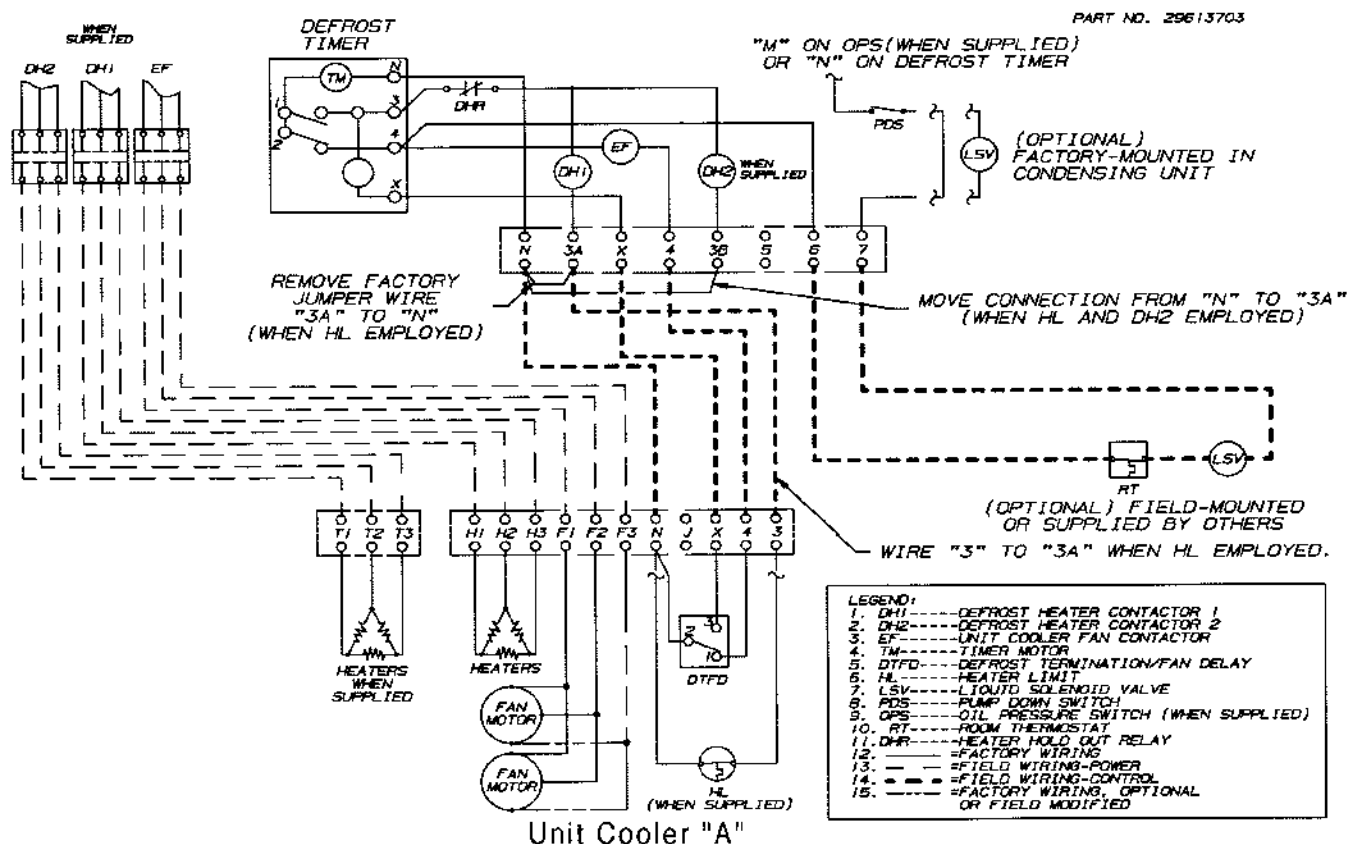 PART NO. 29613703
WHEN
SUPPLIED
DH2
DH1
EF
DEFROST
TIMER
TM
N
3
4
X
1
2
DHR
DH1
EF
DH2
WHEN
SUPPLIED
"M" ON OPS(WHEN SUPPLIED)
OR "N" ON DEFROST TIMER
PDS
LSV
(OPTIONAL)
FACTORY-MOUNTED IN
CONDENSING UNIT
N 3A X 4 3B 5 6 7
REMOVE FACTORY
JUMPER WIRE
"3A" TO "N"
(WHEN HL EMPLOYED)
MOVE CONNECTION FROM "N" TO "3A"
(WHEN HL AND DH2 EMPLOYED)
RT
LSV
(OPTIONAL) FIELD-MOUNTED
OR SUPPLIED BY OTHERS
WIRE "3" TO "3A" WHEN HL EMPLOYED.
T1 T2 T3
H1 H2 H3 F1 F2 F3 N J X 4 3
HEATERS
WHEN
SUPPLIED
HEATERS
FAN
MOTOR
FAN
MOTOR
3
2
10
DTFD
HL
(WHEN SUPPLIED)
LEGEND:
1. DH1-----DEFROST HEATER CONTACTOR 1
2. DH2-----DEFROST HEATER CONTACTOR 2
3. EF------UNIT COOLER FAN CONTACTOR
4. TM------TIMER MOTOR
5. DTFD----DEFROST TERMINATION/FAN DELAY
6. HL------HEATER LIMIT
7. LSV-----LIQUID SOLENOID VALVE
8. PDS-----PUMP DOWN SWITCH
9. OPS-----OIL PRESSURE SWITCH (WHEN SUPPLIED)
10. RT-----ROOM THERMOSTAT
11. DHR----HEATER HOLD OUT RELAY
12. =FACTORY WIRING
13. =FIELD WIRING-POWER
14. =FIELD WIRING-CONTROL
15. =FACTORY WIRING, OPTIONAL
OR FIELD MODIFIED
Unit Cooler "A"